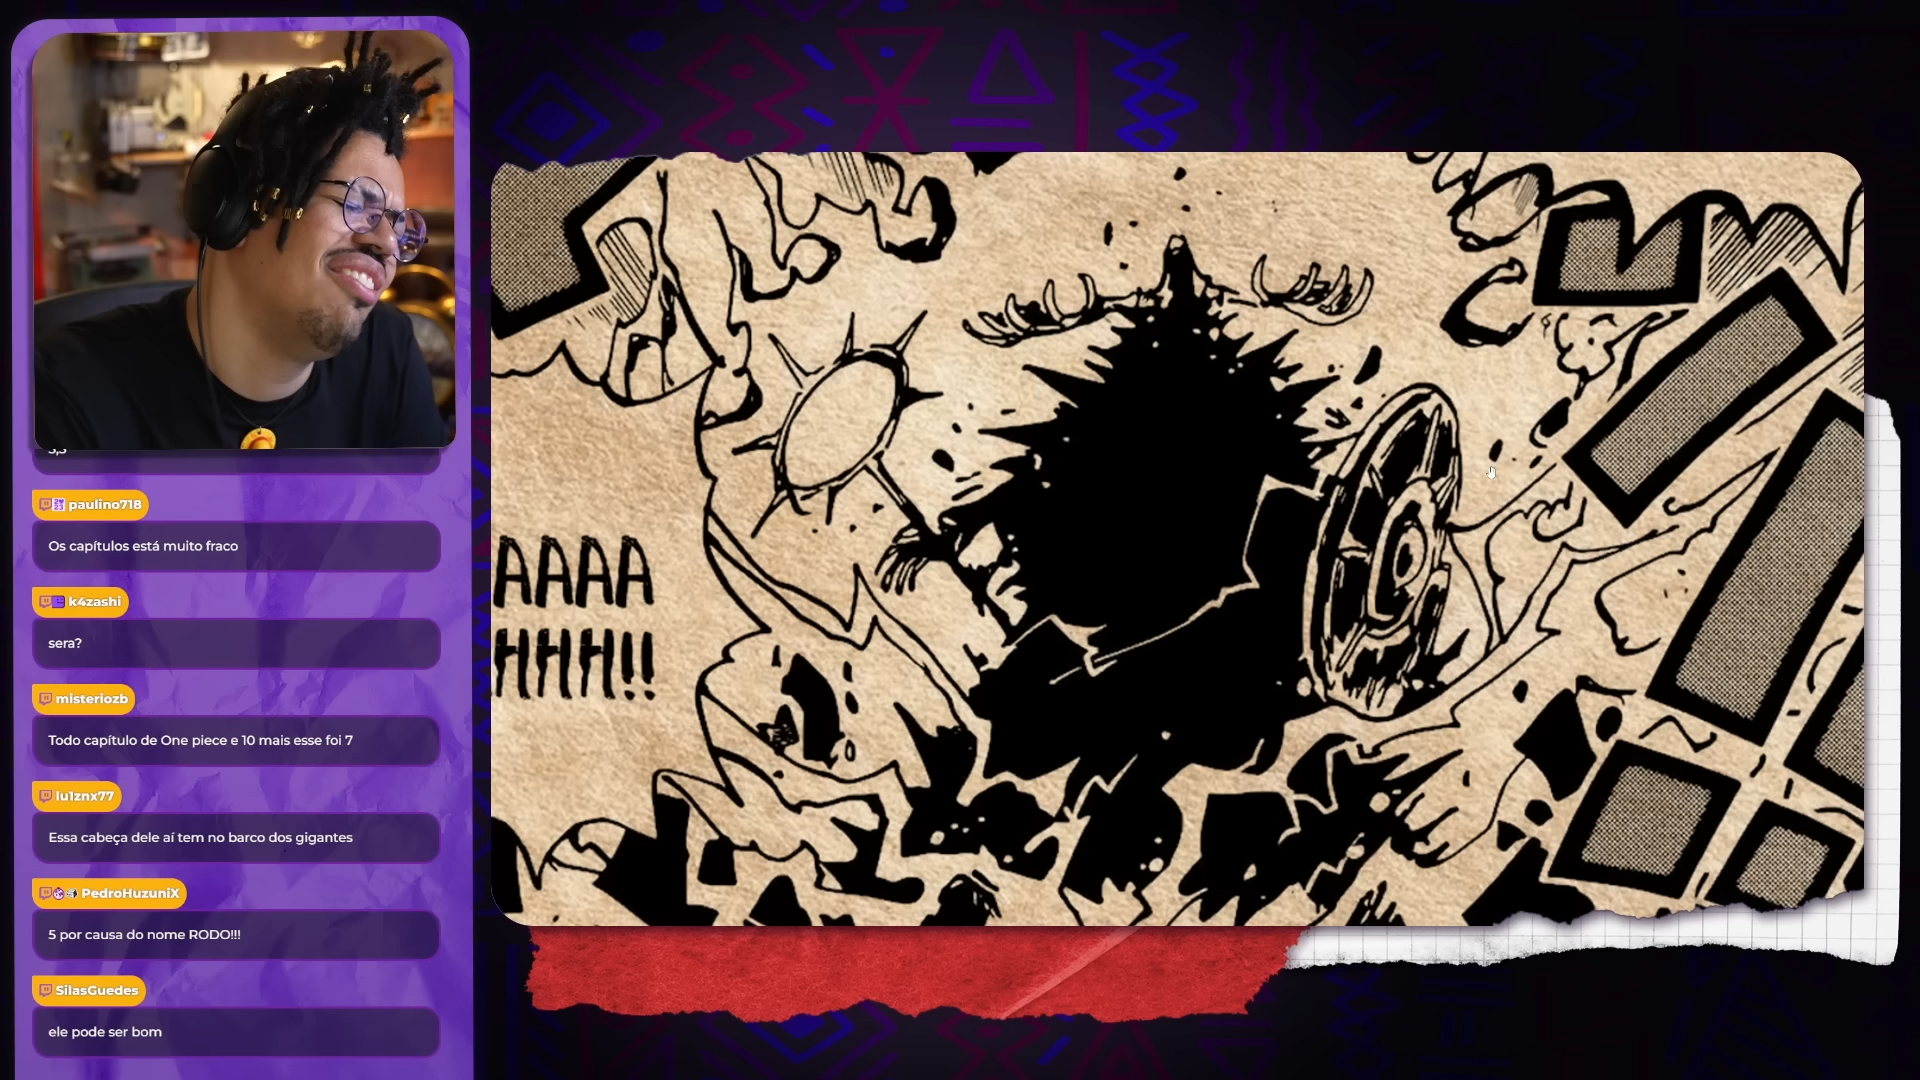 paulino718
Os capítulos está muito fraco
k4zashi
sera?
misteriozb
Todo capítulo de One piece e 10 mais esse foi 7
lu1znx77
Essa cabeça dele aí tem no barco dos gigantes
PedroHuzuniX
5 por causa do nome RODO!!!
SilasGuedes
ele pode ser bom
AAAA
HHH!!